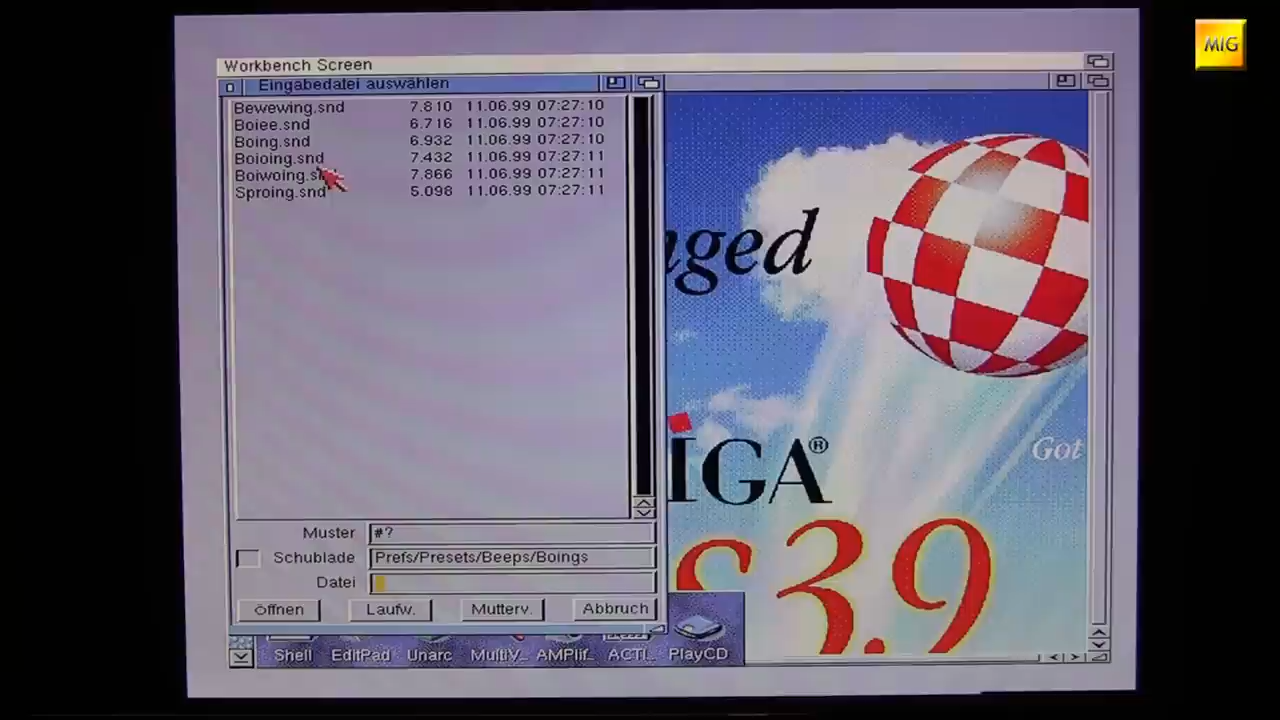 MIG
Workbench Screen
Eingabedatei auswählen
Bewewing.snd 7.810 11.06.99 07:27:10
Boiee.snd 6.716 11.06.99 07:27:10
Boing.snd 6.932 11.06.99 07:27:10
Boioing.snd 7.432 11.06.99 07:27:11
Boiwoing.s 7.866 11.06.99 07:27:11
Sproing.snd 5.098 11.06.99 07:27:11
nged
IGA®
Got
S3.9
Muster #?
Schublade Prefs/Presets/Beeps/Boings
Datei
Öffnen Laufw. Mutterv. Abbruch
Shell EditPad Unarc MultiV... AMPlif... ACTI... PlayCD